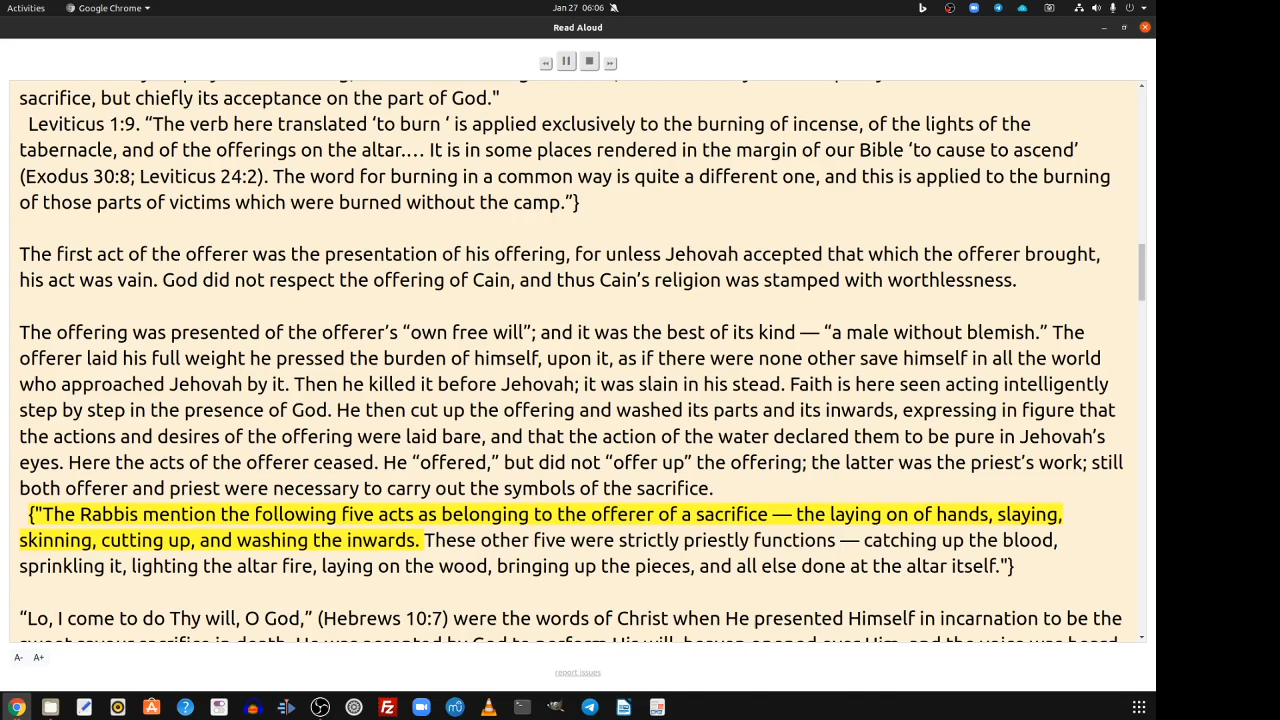 Activities
Google Chrome
Jan 27 06:06
Read Aloud
sacrifice, but chiefly its acceptance on the part of God."
Leviticus 1:9. “The verb here translated ‘to burn ‘ is applied exclusively to the burning of incense, of the lights of the
tabernacle, and of the offerings on the altar.… It is in some places rendered in the margin of our Bible ‘to cause to ascend’
(Exodus 30:8; Leviticus 24:2). The word for burning in a common way is quite a different one, and this is applied to the burning
of those parts of victims which were burned without the camp.”}
The first act of the offerer was the presentation of his offering, for unless Jehovah accepted that which the offerer brought,
his act was vain. God did not respect the offering of Cain, and thus Cain’s religion was stamped with worthlessness.
The offering was presented of the offerer’s “own free will”; and it was the best of its kind — “a male without blemish.” The
offerer laid his full weight he pressed the burden of himself, upon it, as if there were none other save himself in all the world
who approached Jehovah by it. Then he killed it before Jehovah; it was slain in his stead. Faith is here seen acting intelligently
step by step in the presence of God. He then cut up the offering and washed its parts and its inwards, expressing in figure that
the actions and desires of the offering were laid bare, and that the action of the water declared them to be pure in Jehovah’s
eyes. Here the acts of the offerer ceased. He “offered,” but did not “offer up” the offering; the latter was the priest’s work; still
both offerer and priest were necessary to carry out the symbols of the sacrifice.
{"The Rabbis mention the following five acts as belonging to the offerer of a sacrifice — the laying on of hands, slaying,
skinning, cutting up, and washing the inwards. These other five were strictly priestly functions — catching up the blood,
sprinkling it, lighting the altar fire, laying on the wood, bringing up the pieces, and all else done at the altar itself."}
“Lo, I come to do Thy will, O God,” (Hebrews 10:7) were the words of Christ when He presented Himself in incarnation to be the
A-
A+
report issues